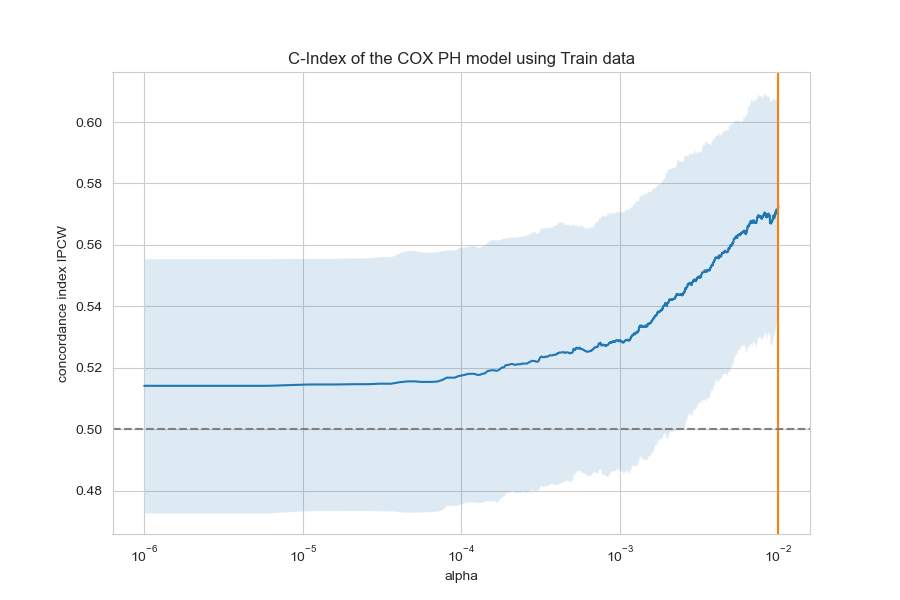 C-Index of the COX PH model using Train data
concordance index IPCW
0.60
0.58
0.56
0.54
0.52
0.50
0.48
10⁻⁶ 10⁻⁵ 10⁻⁴ 10⁻³ 10⁻²
alpha